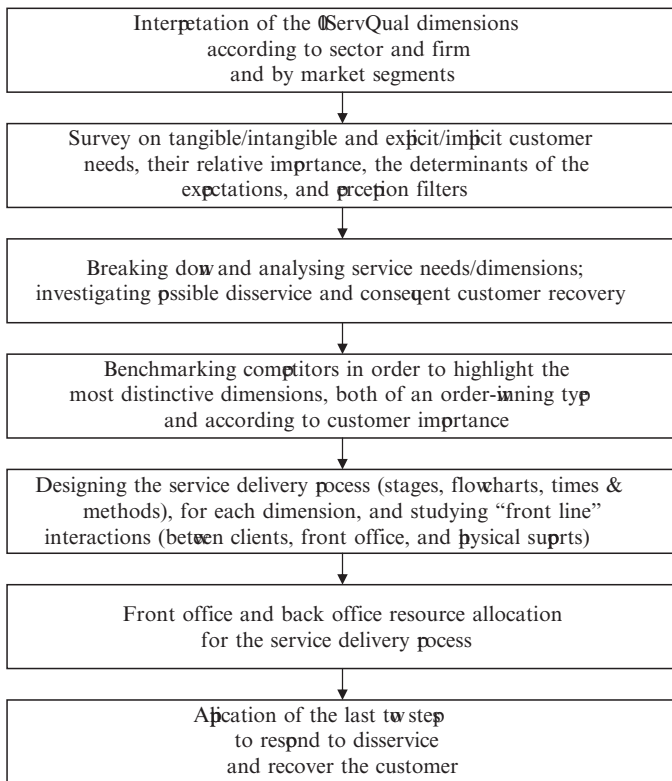 Interpretation of the 10 ServQual dimensions
according to sector and firm
and by market segments
Survey on tangible/intangible and explicit/implicit customer
needs, their relative importance, the determinants of the
expectations, and perception filters
Breaking down and analysing service needs/dimensions;
investigating possible disservice and consequent customer recovery
Benchmarking competitors in order to highlight the
most distinctive dimensions, both of an order-winning type
and according to customer importance
Designing the service delivery process (stages, flowcharts, times &
methods), for each dimension, and studying “front line”
interactions (between clients, front office, and physical supports)
Front office and back office resource allocation
for the service delivery process
Application of the last two steps
to respond to disservice
and recover the customer